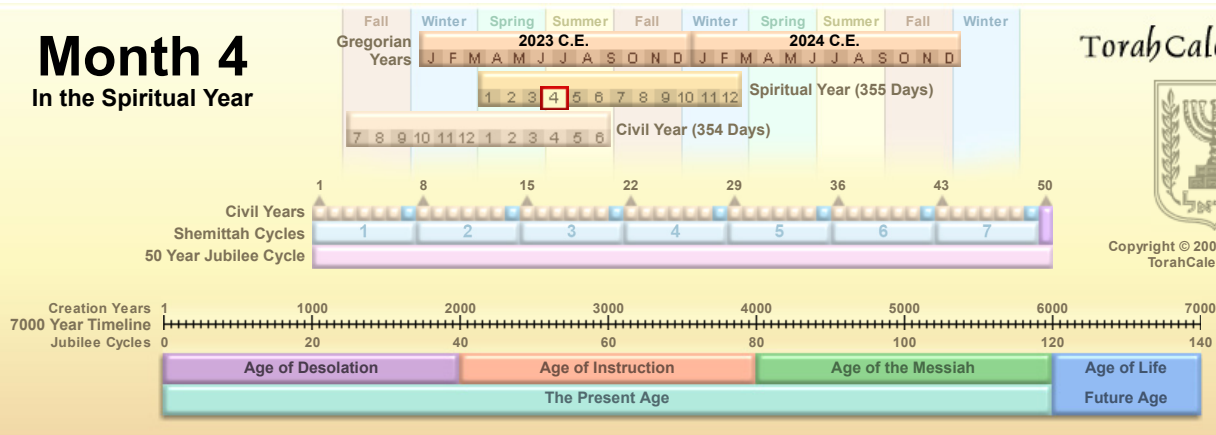 Month 4
In the Spiritual Year
Fall Winter Spring Summer Fall Winter Spring Summer Fall Winter
Gregorian Years
2023 C.E. 2024 C.E.
J F M A M J J A S O N D J F M A M J J A S O N D
1 2 3 4 5 6 7 8 9 10 11 12 Spiritual Year (355 Days)
7 8 9 10 11 12 1 2 3 4 5 6 Civil Year (354 Days)
TorahCale
1 8 15 22 29 36 43 50
Civil Years
Shemittah Cycles 1 2 3 4 5 6 7
50 Year Jubilee Cycle
Copyright © 200
TorahCale
Creation Years 1 1000 2000 3000 4000 5000 6000 7000
7000 Year Timeline
Jubilee Cycles 0 20 40 60 80 100 120 140
Age of Desolation Age of Instruction Age of the Messiah Age of Life
The Present Age Future Age